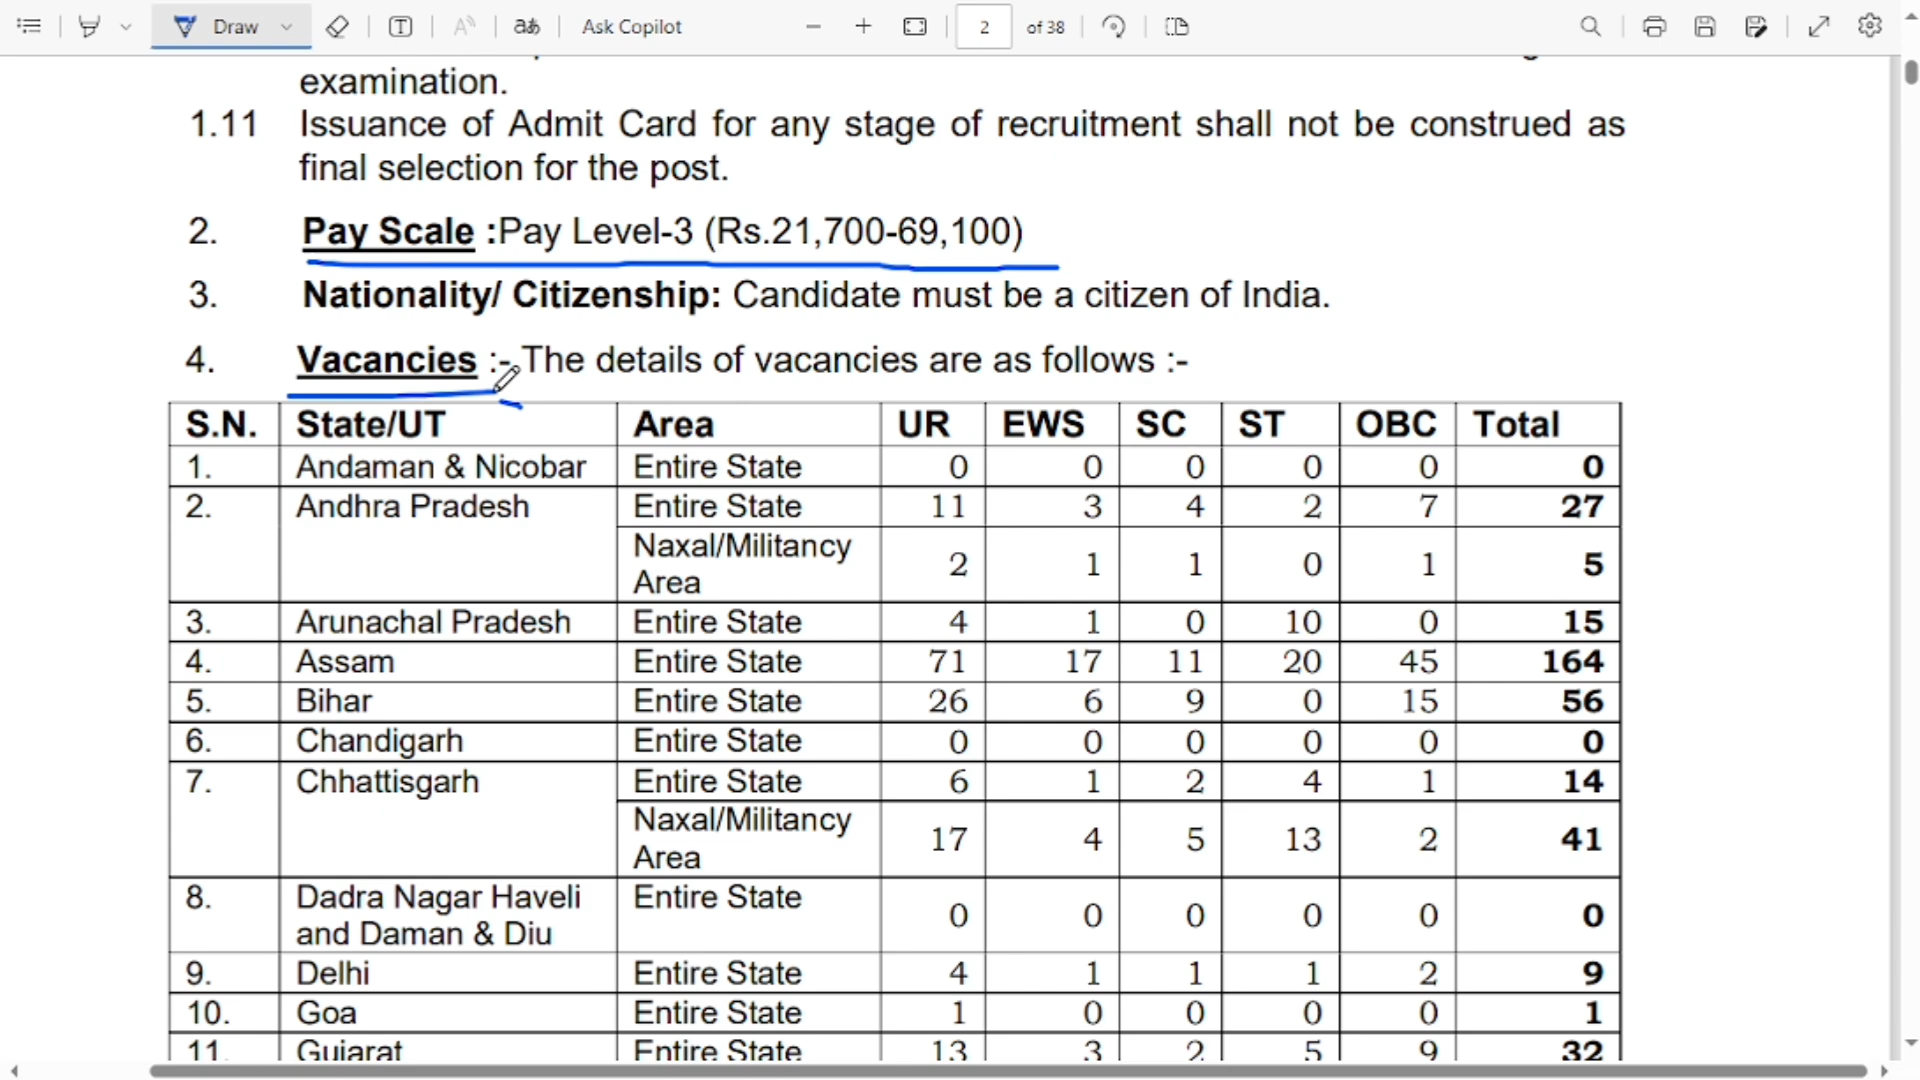 Draw
Ask Copilot
2 of 38
examination.
1.11 Issuance of Admit Card for any stage of recruitment shall not be construed as
final selection for the post.
2. Pay Scale :Pay Level-3 (Rs.21,700-69,100)
3. Nationality/ Citizenship: Candidate must be a citizen of India.
4. Vacancies :- The details of vacancies are as follows :-
S.N. State/UT Area UR EWS SC ST OBC Total
1. Andaman & Nicobar Entire State 0 0 0 0 0 0
2. Andhra Pradesh Entire State 11 3 4 2 7 27
Naxal/Militancy
Area 2 1 1 0 1 5
3. Arunachal Pradesh Entire State 4 1 0 10 0 15
4. Assam Entire State 71 17 11 20 45 164
5. Bihar Entire State 26 6 9 0 15 56
6. Chandigarh Entire State 0 0 0 0 0 0
7. Chhattisgarh Entire State 6 1 2 4 1 14
Naxal/Militancy
Area 17 4 5 13 2 41
8. Dadra Nagar Haveli
and Daman & Diu Entire State 0 0 0 0 0 0
9. Delhi Entire State 4 1 1 1 2 9
10. Goa Entire State 1 0 0 0 0 1
11. Gujarat Entire State 13 3 2 5 9 32